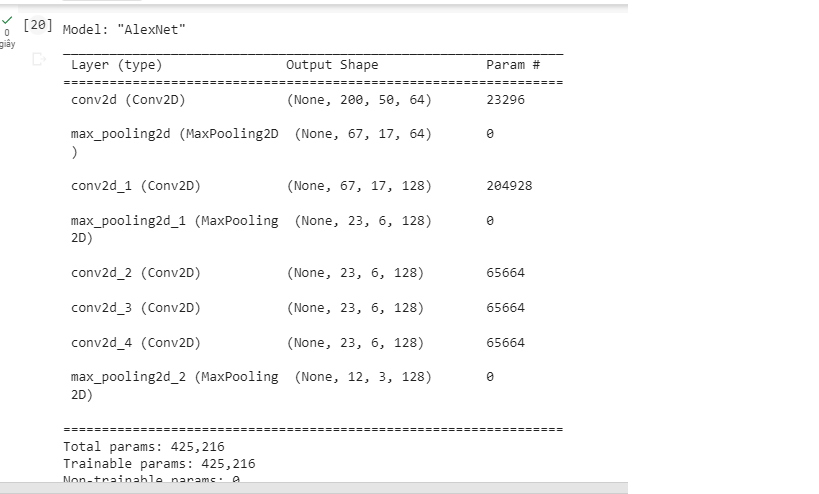 [20] Model: "AlexNet"
0
giây
Layer (type) Output Shape Param #
conv2d (Conv2D) (None, 200, 50, 64) 23296
max_pooling2d (MaxPooling2D (None, 67, 17, 64) 0
)
conv2d_1 (Conv2D) (None, 67, 17, 128) 204928
max_pooling2d_1 (MaxPooling (None, 23, 6, 128) 0
2D)
conv2d_2 (Conv2D) (None, 23, 6, 128) 65664
conv2d_3 (Conv2D) (None, 23, 6, 128) 65664
conv2d_4 (Conv2D) (None, 23, 6, 128) 65664
max_pooling2d_2 (MaxPooling (None, 12, 3, 128) 0
2D)
Total params: 425,216
Trainable params: 425,216
Non-trainable params: 0